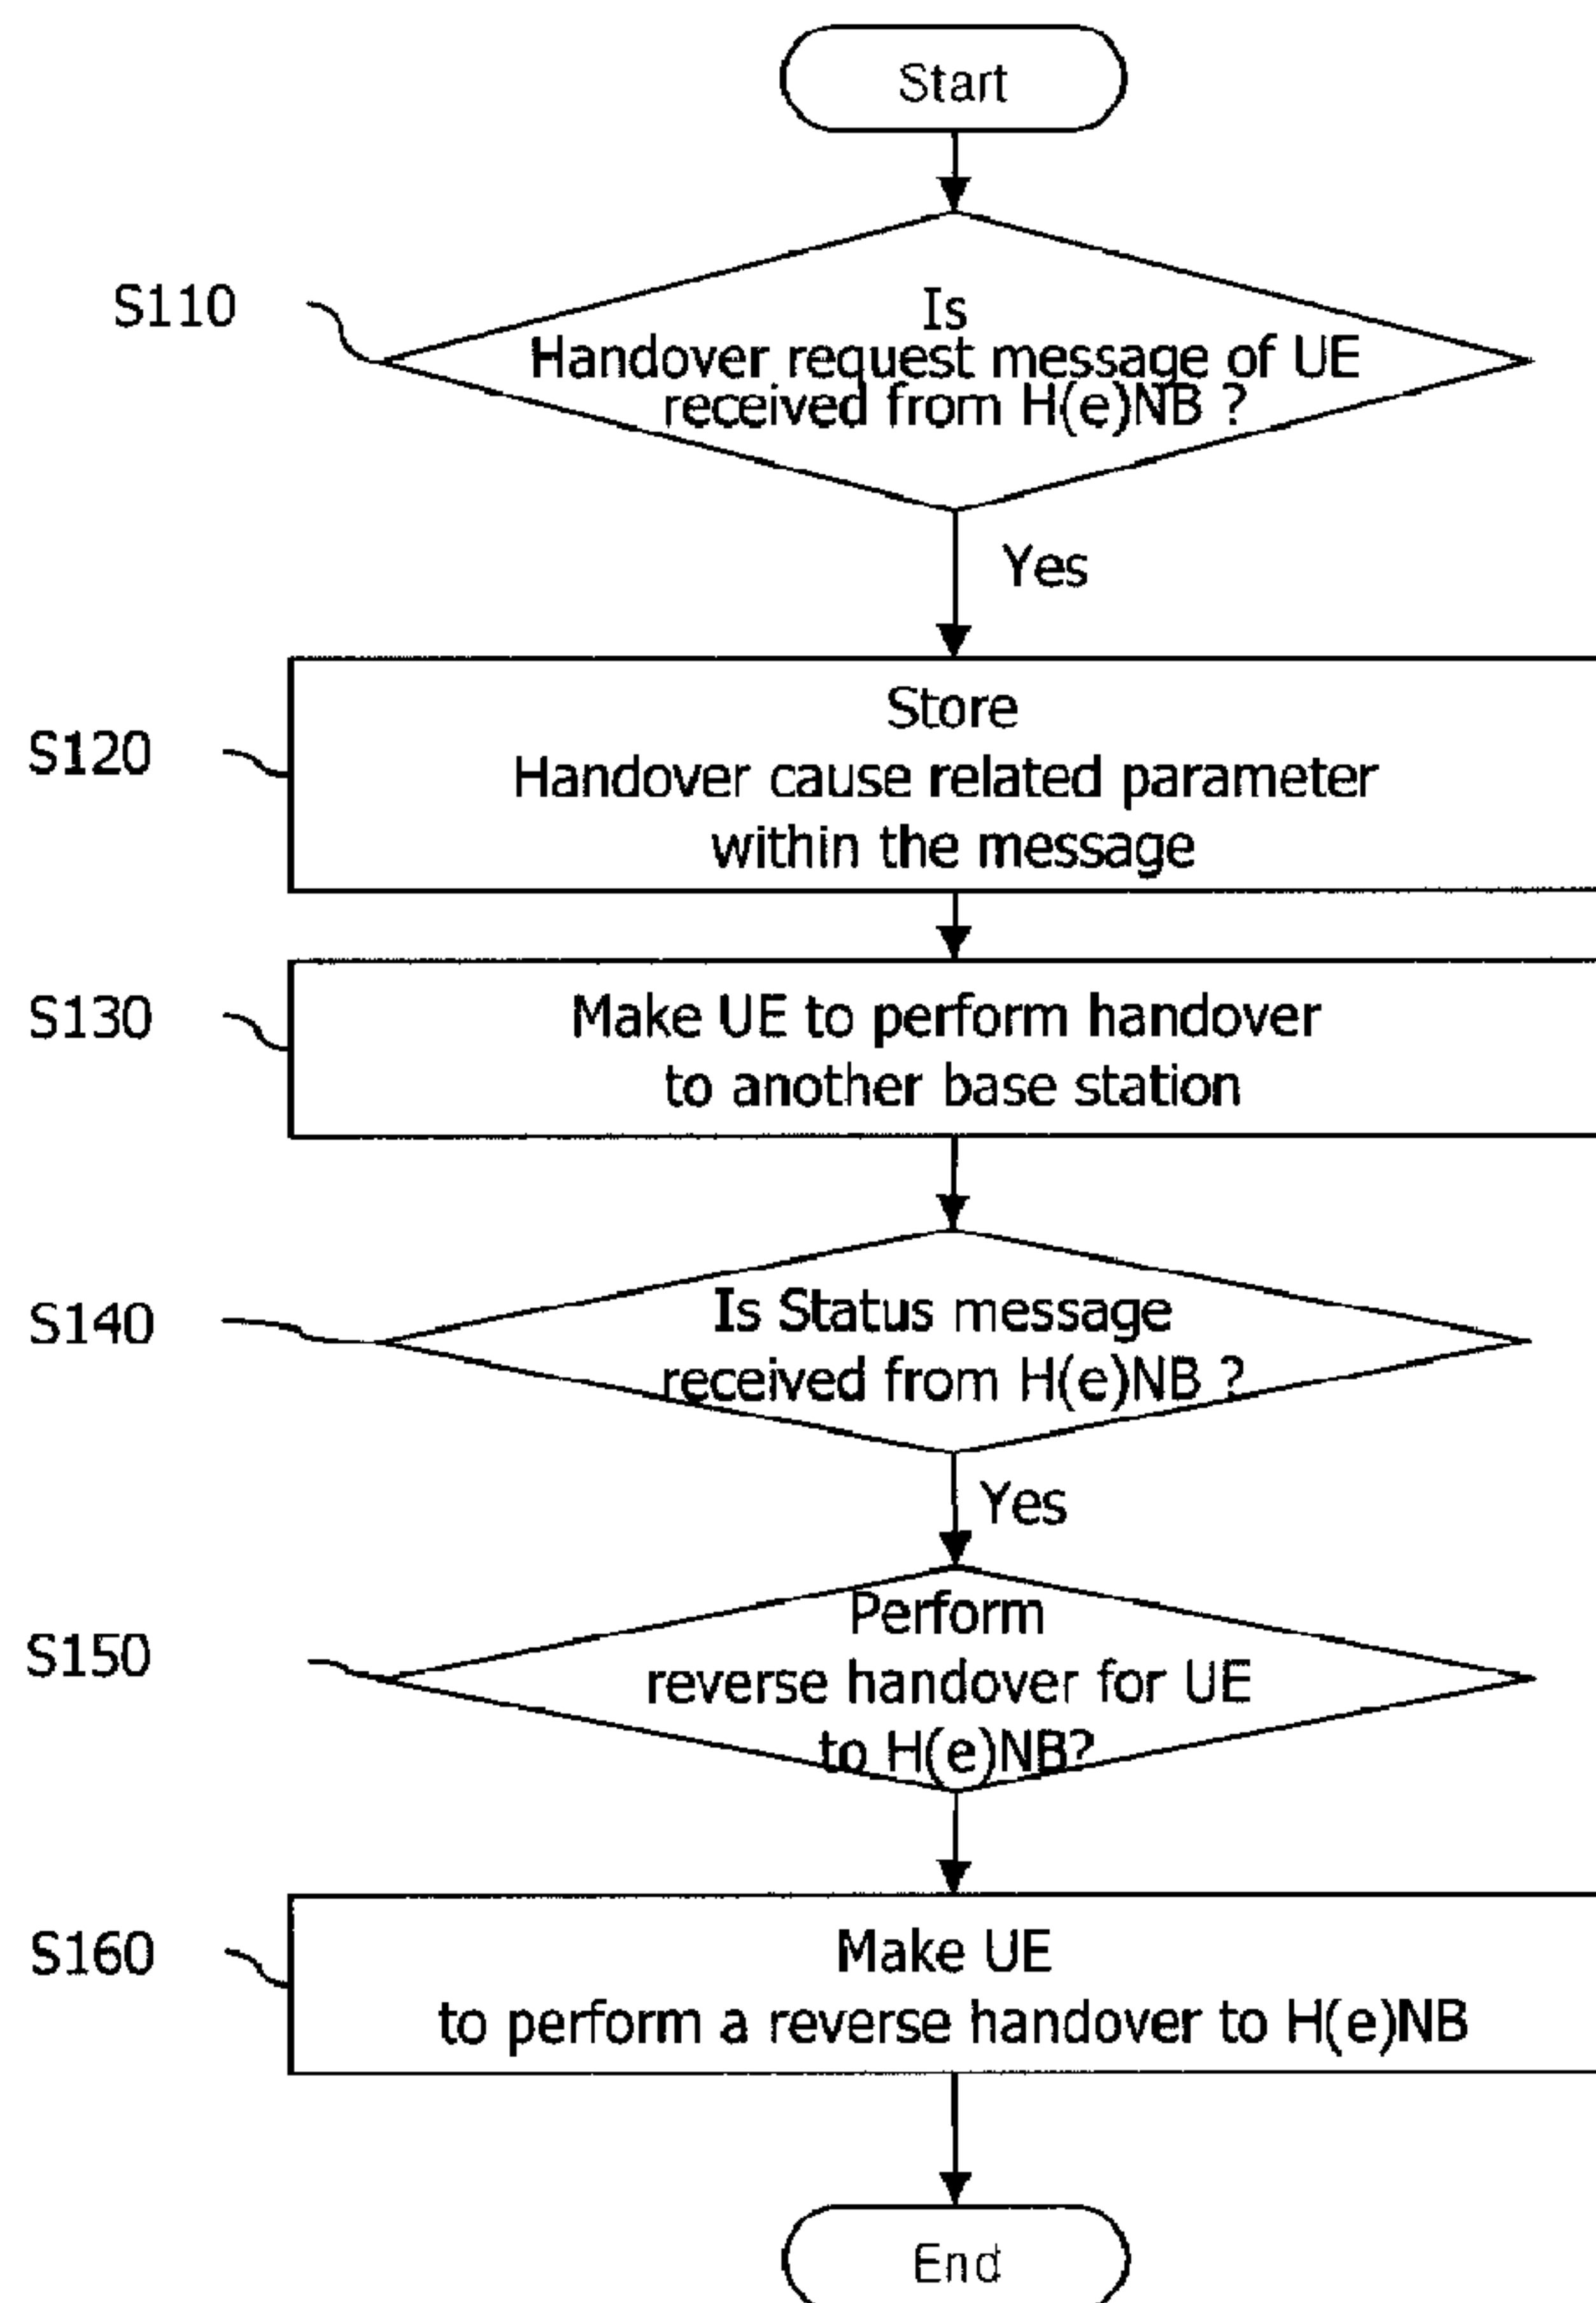 Start
S110
Is
Handover request message of UE
received from H(e)NB ?
Yes
S120
Store
Handover cause related parameter
within the message
S130
Make UE to perform handover
to another base station
S140
Is Status message
received from H(e)NB ?
Yes
S150
Perform
reverse handover for UE
to H(e)NB?
S160
Make UE
to perform a reverse handover to H(e)NB
End